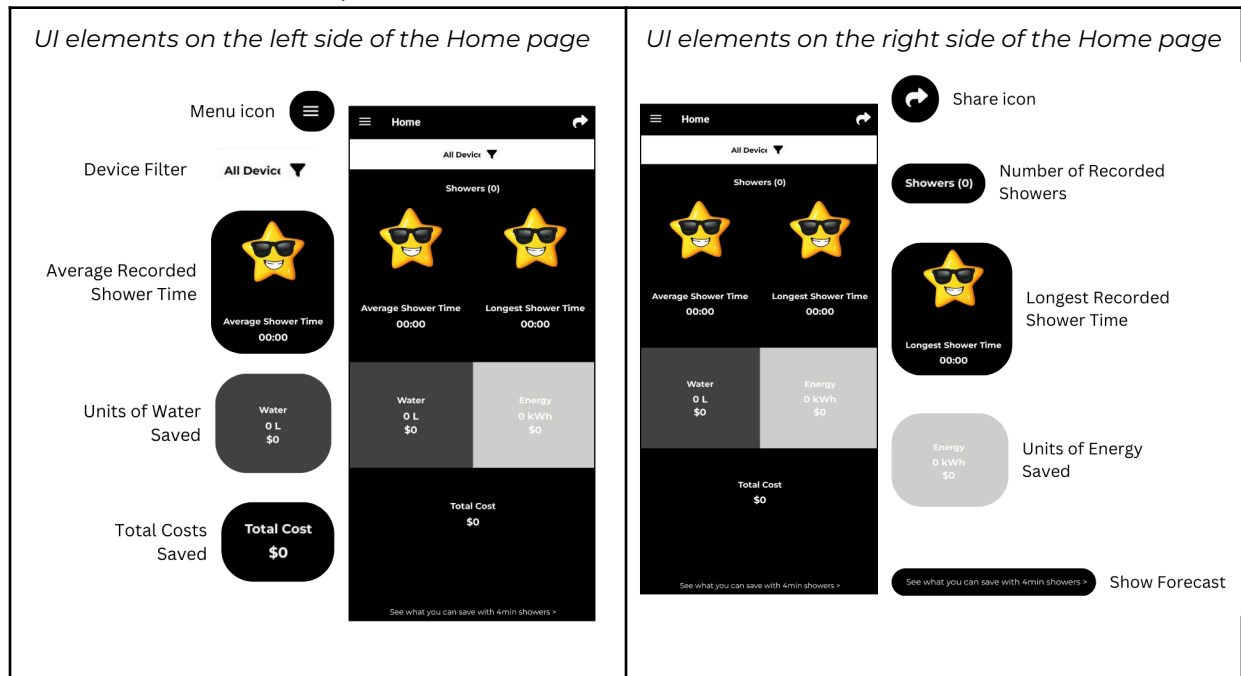 UI elements on the left side of the Home page
Menu icon
Device Filter
All Device
Average Recorded
Shower Time
Average Shower Time
00:00
Units of Water
Saved
Water
0 L
$0
Total Costs
Saved
Total Cost
$0
Home
All Device
Showers (0)
Average Shower Time
00:00
Longest Shower Time
00:00
Water
0 L
$0
Energy
0 kWh
$0
Total Cost
$0
See what you can save with 4min showers >
UI elements on the right side of the Home page
Home
All Device
Showers (0)
Average Shower Time
00:00
Longest Shower Time
00:00
Water
0 L
$0
Energy
0 kWh
$0
Total Cost
$0
See what you can save with 4min showers >
Share icon
Showers (0)
Number of Recorded
Showers
Longest Shower Time
00:00
Longest Recorded
Shower Time
Energy
0 kWh
$0
Units of Energy
Saved
See what you can save with 4min showers >
Show Forecast